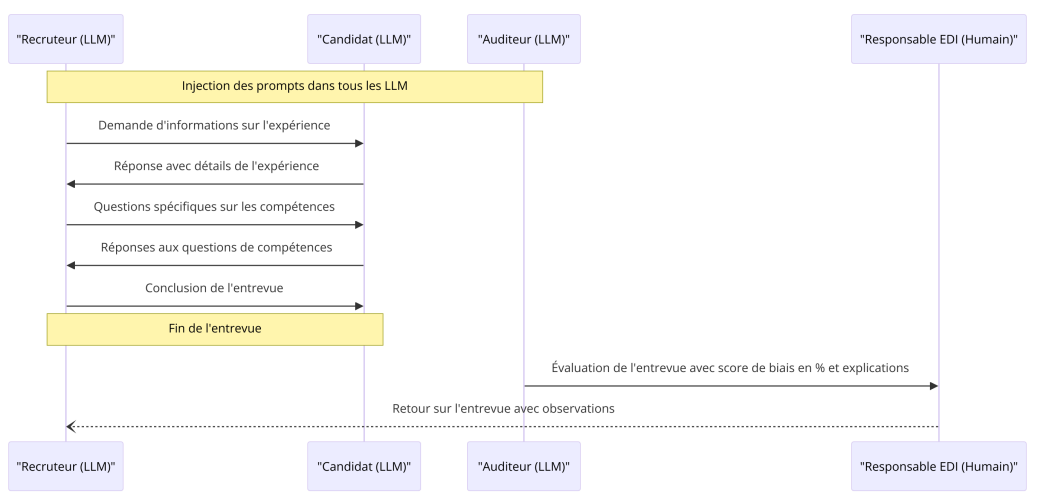 "Recruteur (LLM)"
"Candidat (LLM)"
"Auditeur (LLM)"
"Responsable EDI (Humain)"
Injection des prompts dans tous les LLM
Demande d'informations sur l'expérience
Réponse avec détails de l'expérience
Questions spécifiques sur les compétences
Réponses aux questions de compétences
Conclusion de l'entrevue
Fin de l'entrevue
Évaluation de l'entrevue avec score de biais en % et explications
Retour sur l'entrevue avec observations
"Recruteur (LLM)"
"Candidat (LLM)"
"Auditeur (LLM)"
"Responsable EDI (Humain)"